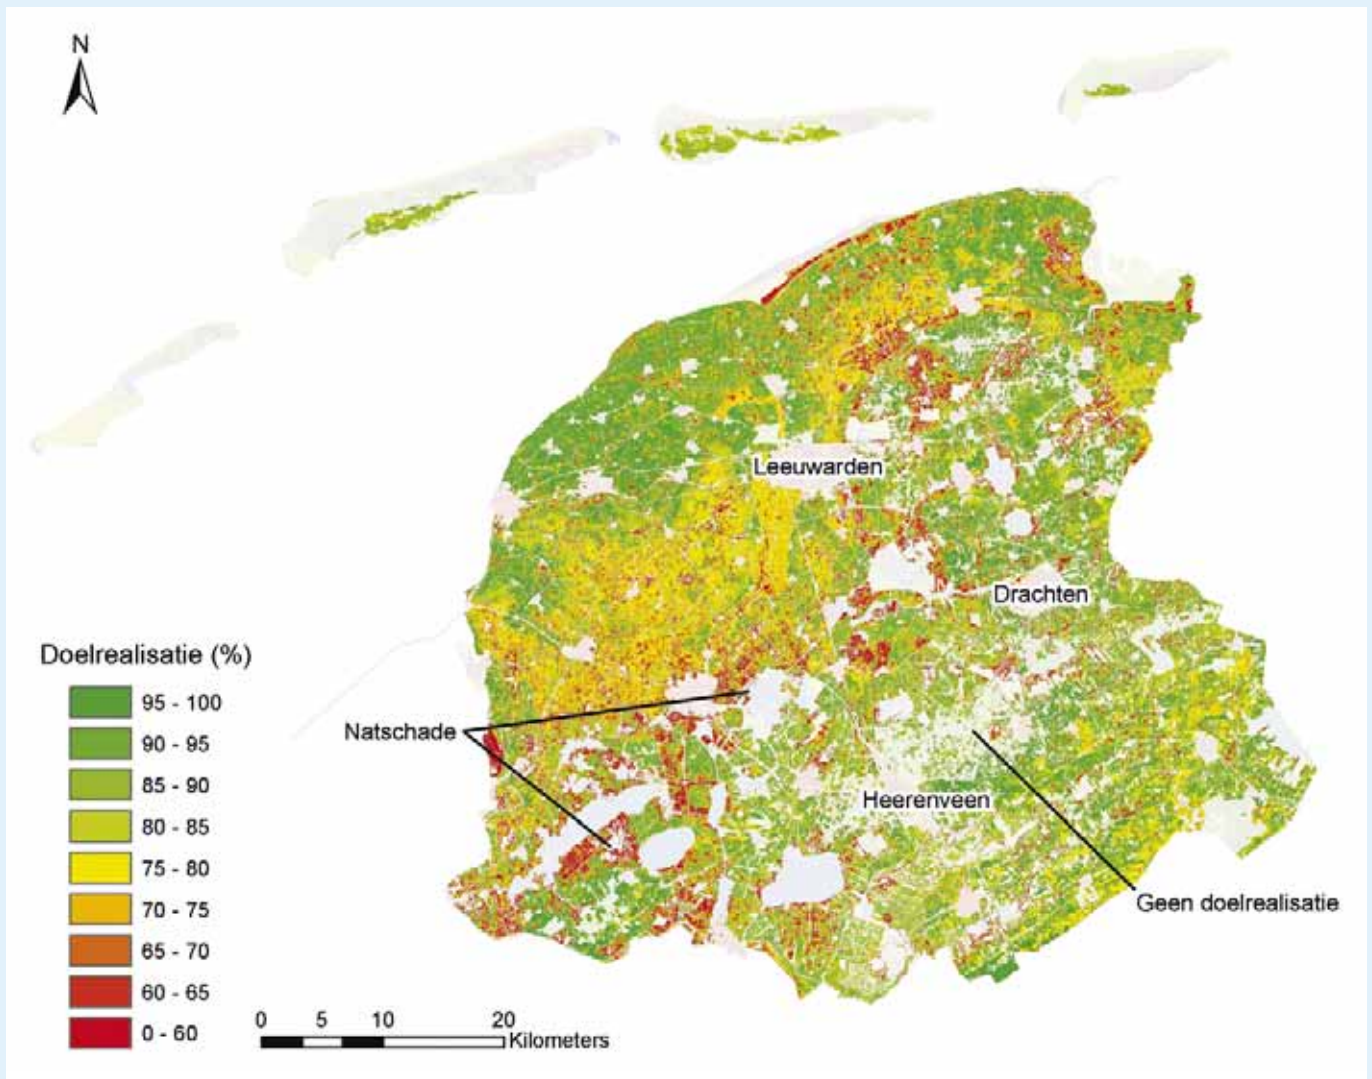 N
Leeuwarden
Drachten
Doelrealisatie (%)
95 - 100
90 - 95
85 - 90
80 - 85
75 - 80
70 - 75
65 - 70
60 - 65
0 - 60
Natschade
Heerenveen
Geen doelrealisatie
0 5 10 20
Kilometers